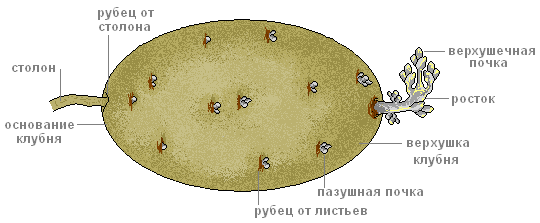 рубец от
столона
столон
основание
клубня
верхушечная
почка
росток
верхушка
клубня
пазушная почка
рубец от листьев